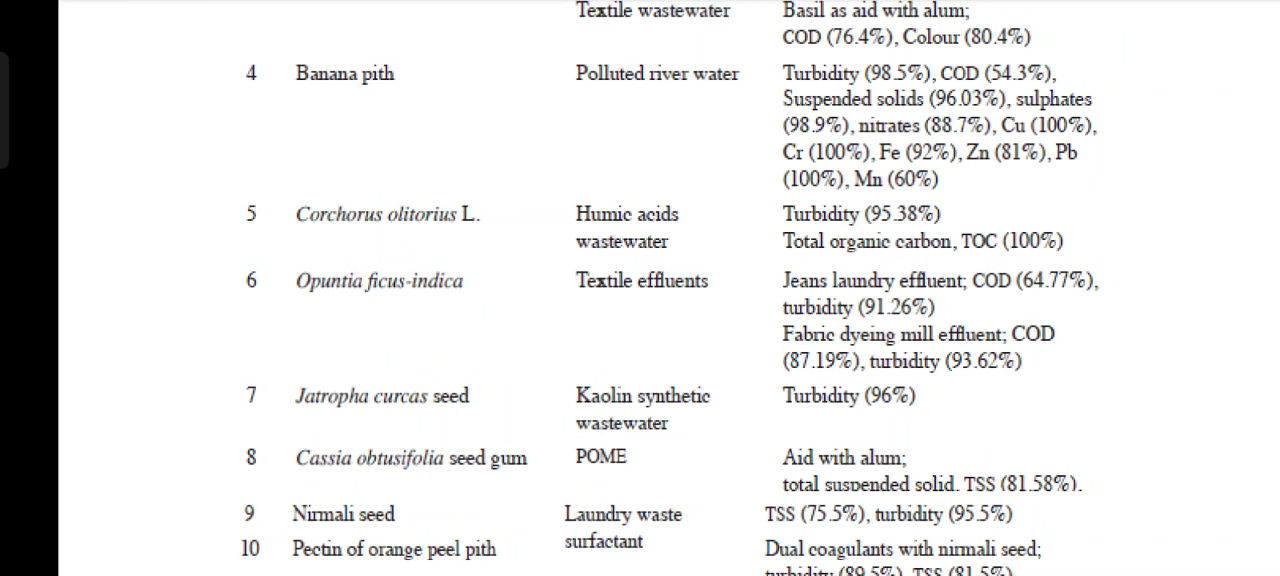 Textile wastewater Basil as aid with alum;
COD (76.4%), Colour (80.4%)
4 Banana pith Polluted river water Turbidity (98.5%), COD (54.3%),
Suspended solids (96.03%), sulphates
(98.9%), nitrates (88.7%), Cu (100%),
Cr (100%), Fe (92%), Zn (81%), Pb
(100%), Mn (60%)
5 Corchorus olitorius L. Humic acids Turbidity (95.38%)
wastewater Total organic carbon, TOC (100%)
6 Opuntia ficus-indica Textile effluents Jeans laundry effluent; COD (64.77%),
turbidity (91.26%)
Fabric dyeing mill effluent; COD
(87.19%), turbidity (93.62%)
7 Jatropha curcas seed Kaolin synthetic Turbidity (96%)
wastewater
8 Cassia obtusifolia seed gum POME Aid with alum;
total suspended solid, TSS (81.58%),
9 Nirmali seed Laundry waste TSS (75.5%), turbidity (95.5%)
surfactant
10 Pectin of orange peel pith Dual coagulants with nirmali seed;
turbidity (89.5%), TSS (81.5%)